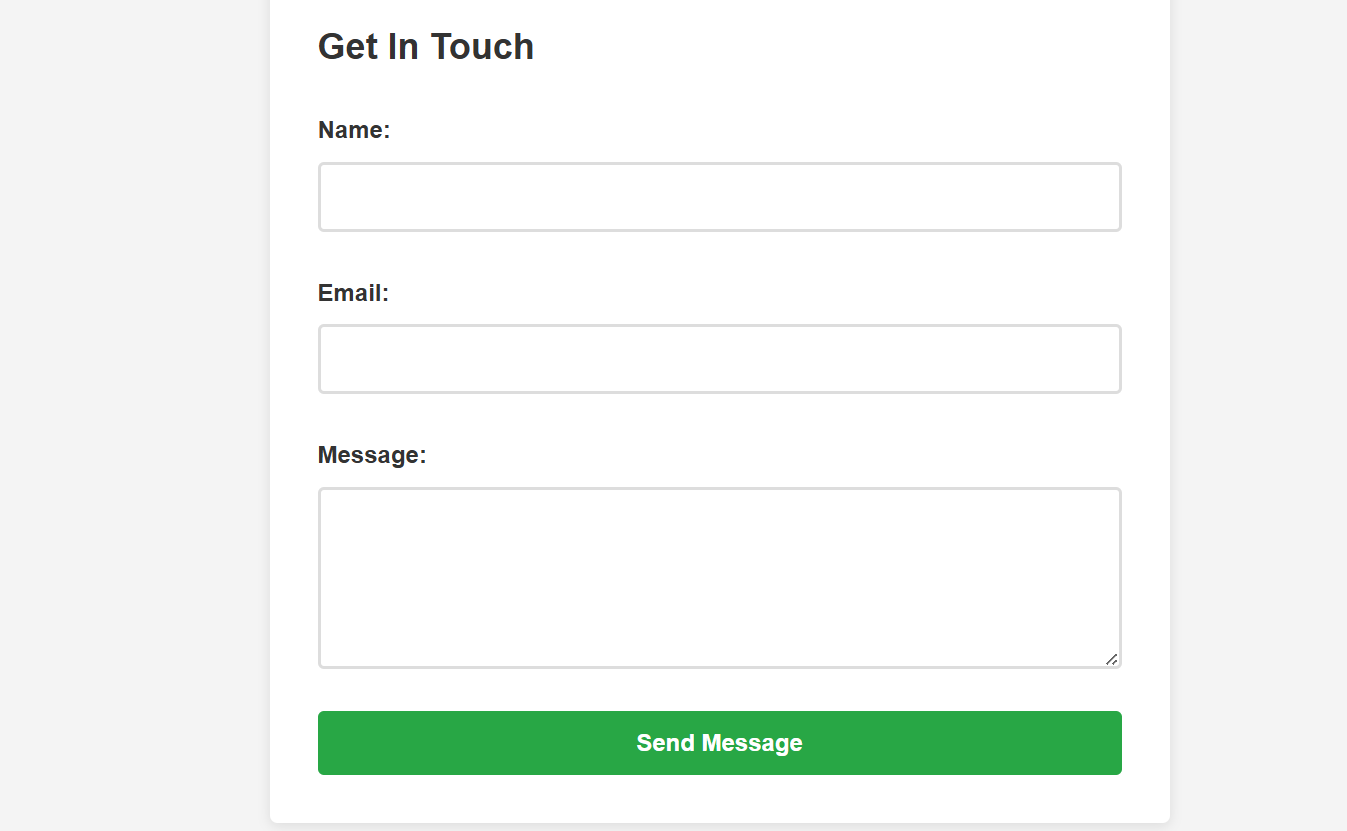 Get In Touch
Name:
Email:
Message:
Send Message